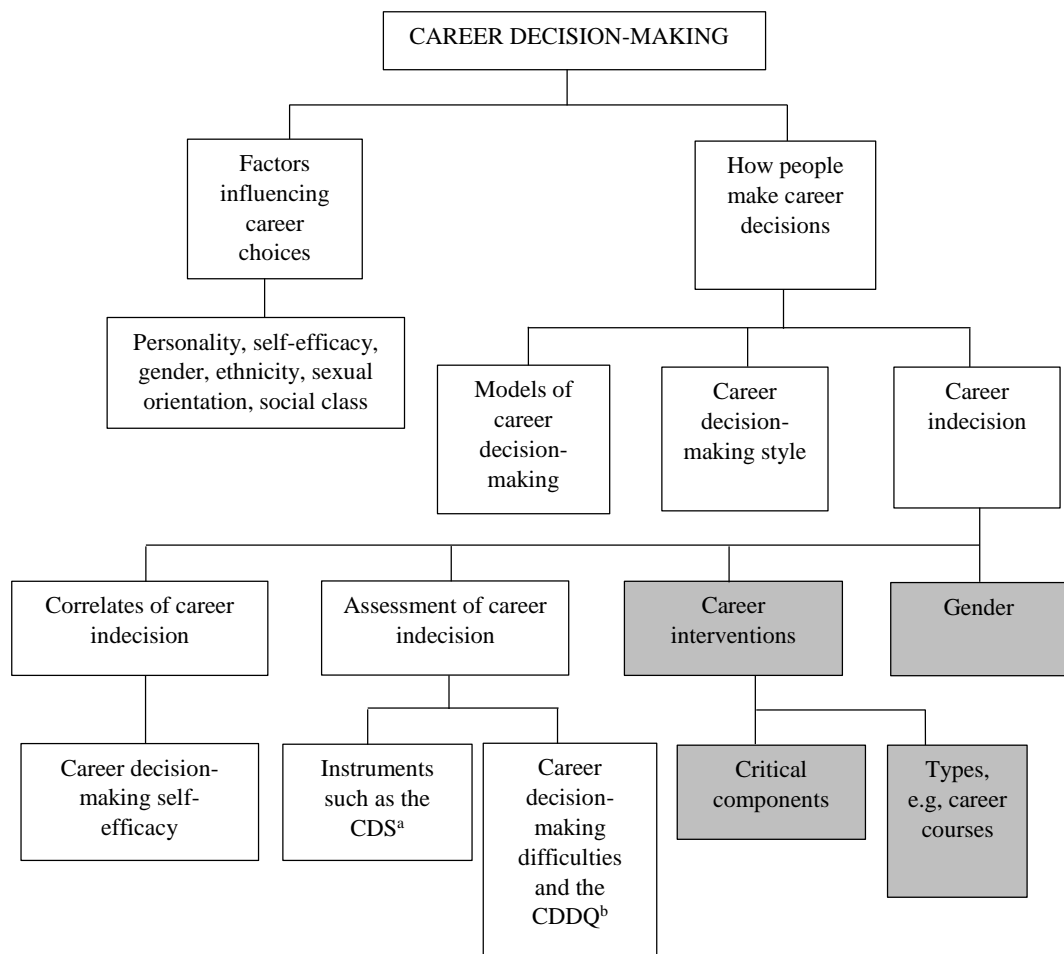 CAREER DECISION-MAKING
Factors
influencing
career
choices
How people
make career
decisions
Personality, self-efficacy,
gender, ethnicity, sexual
orientation, social class
Models of
career
decision-
making
Career
decision-
making style
Career
indecision
Correlates of career
indecision
Assessment of career
indecision
Career
interventions
Gender
Career decision-
making self-
efficacy
Instruments
such as the
CDSᵃ
Career
decision-
making
difficulties
and the
CDDQᵇ
Critical
components
Types,
e.g, career
courses